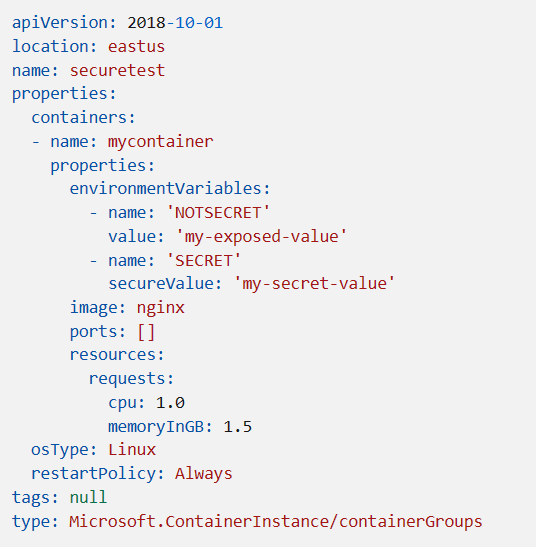 apiVersion: 2018-10-01
location: eastus
name: securetest
properties:
  containers:
  - name: mycontainer
    properties:
      environmentVariables:
        - name: 'NOTSECRET'
          value: 'my-exposed-value'
        - name: 'SECRET'
          secureValue: 'my-secret-value'
      image: nginx
      ports: []
      resources:
        requests:
          cpu: 1.0
          memoryInGB: 1.5
  osType: Linux
  restartPolicy: Always
tags: null
type: Microsoft.ContainerInstance/containerGroups